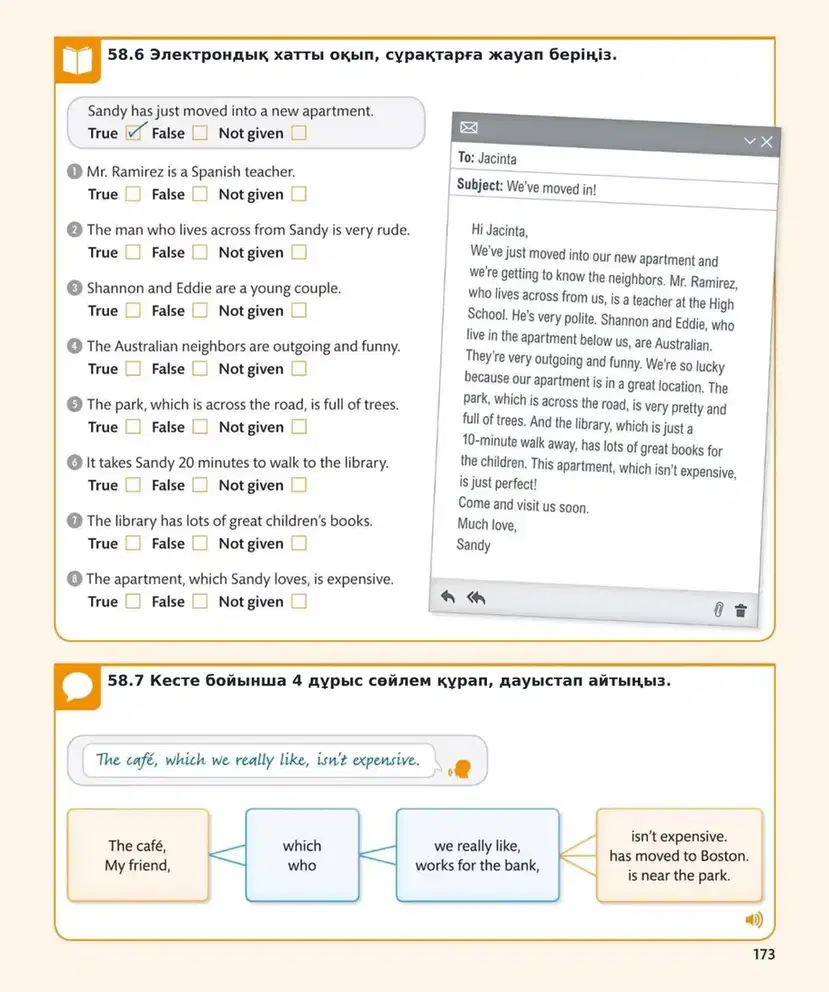 58.6 Электрондық хатты оқып, сұрақтарға жауап беріңіз.
Sandy has just moved into a new apartment.
True ✓ False Not given
1 Mr. Ramirez is a Spanish teacher.
True False Not given
2 The man who lives across from Sandy is very rude.
True False Not given
3 Shannon and Eddie are a young couple.
True False Not given
4 The Australian neighbors are outgoing and funny.
True False Not given
5 The park, which is across the road, is full of trees.
True False Not given
6 It takes Sandy 20 minutes to walk to the library.
True False Not given
7 The library has lots of great children's books.
True False Not given
8 The apartment, which Sandy loves, is expensive.
True False Not given
To: Jacinta
Subject: We've moved in!
Hi Jacinta,
We've just moved into our new apartment and
we're getting to know the neighbors. Mr. Ramirez,
who lives across from us, is a teacher at the High
School. He's very polite. Shannon and Eddie, who
live in the apartment below us, are Australian.
They're very outgoing and funny. We're so lucky
because our apartment is in a great location. The
park, which is across the road, is very pretty and
full of trees. And the library, which is just a
10-minute walk away, has lots of great books for
the children. This apartment, which isn't expensive,
is just perfect!
Come and visit us soon.
Much love,
Sandy
58.7 Кесте бойынша 4 дұрыс сөйлем құрап, дауыстап айтыңыз.
The café, which we really like, isn't expensive.
The café,
My friend,
which
who
we really like,
works for the bank,
isn't expensive.
has moved to Boston.
is near the park.
173